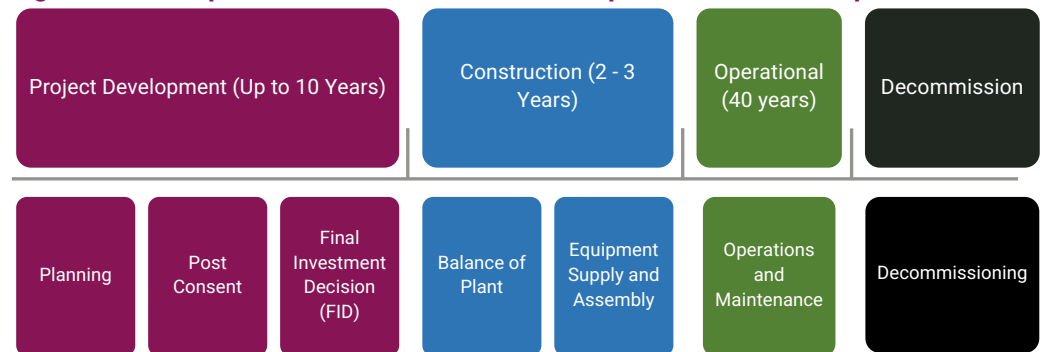 Project Development (Up to 10 Years)
Construction (2 - 3
Years)
Operational
(40 years)
Decommission
Planning
Post
Consent
Final
Investment
Decision
(FID)
Balance of
Plant
Equipment
Supply and
Assembly
Operations
and
Maintenance
Decommissioning